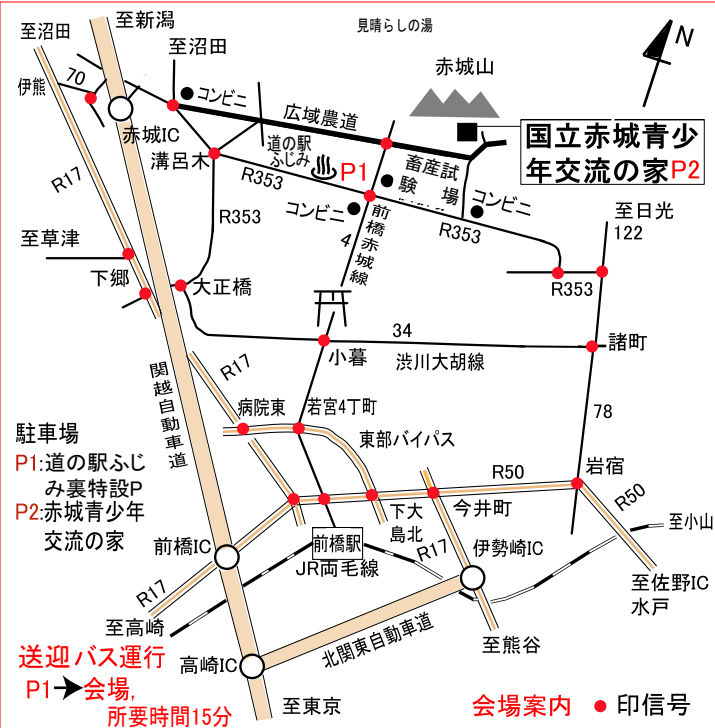 至新潟
見晴らしの湯
至沼田
至沼田
N
伊熊
70
コンビニ
赤城山
広域農道
赤城IC
国立赤城青少
年交流の家P2
溝呂木
道の駅
ふじみ
P1
畜産試験場
R17
R353
コンビニ
コンビニ
前橋赤城線
4
R353
R353
至日光
122
至草津
下郷
大正橋
R353
34
小暮
渋川大胡線
諸町
関越自動車道
R17
病院東
若宮4丁町
東部バイパス
78
駐車場
P1:道の駅ふじ
み裏特設P
P2:赤城青少年
交流の家
R50
岩宿
R50
下大
島北
今井町
至小山
前橋IC
前橋駅
JR両毛線
R17
伊勢崎IC
R17
至佐野IC
水戸
至高崎
北関東自動車道
至熊谷
送迎バス運行
P1→会場,
所要時間15分
高崎IC
至東京
会場案内
●印信号